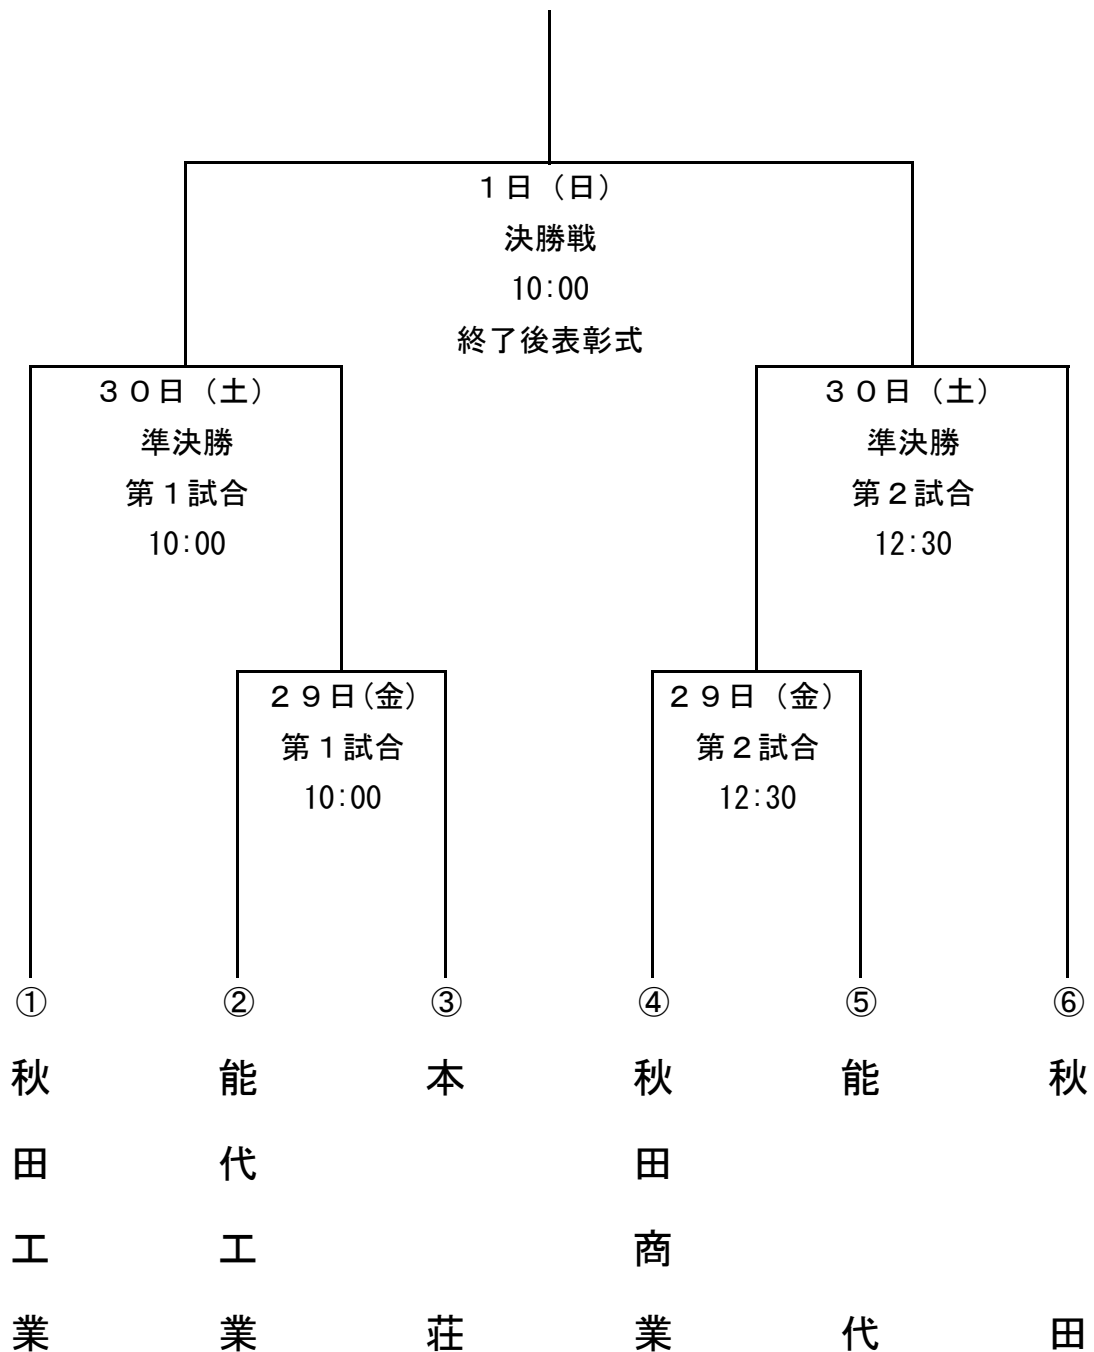 1日（日）
決勝戦
10:00
終了後表彰式
３０日（土）
準決勝
第１試合
10:00
３０日（土）
準決勝
第２試合
12:30
２９日(金)
第１試合
10:00
２９日（金）
第２試合
12:30
①
秋田工業
②
能代工業
③
本荘
④
秋田商業
⑤
能代
⑥
秋田